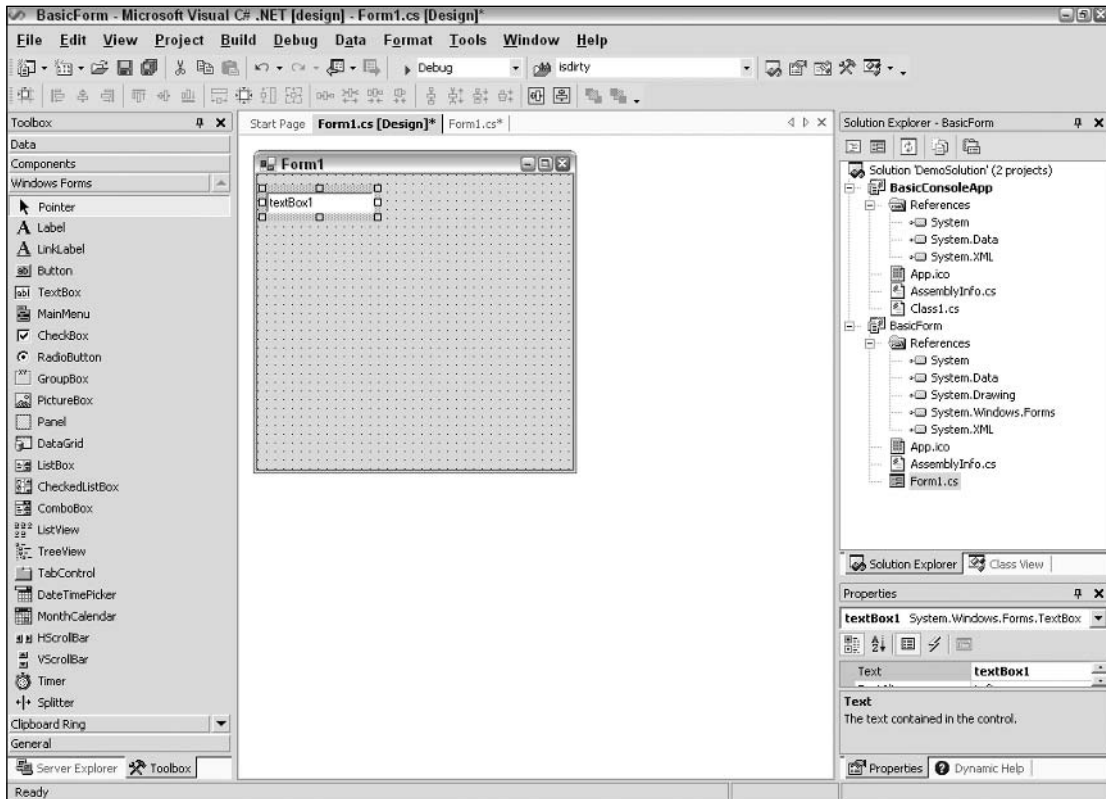 BasicForm - Microsoft Visual C# .NET [design] - Form1.cs [Design]*
File Edit View Project Build Debug Data Format Tools Window Help
Debug isdirty
Toolbox
Data
Components
Windows Forms
Pointer
Label
LinkLabel
Button
TextBox
MainMenu
CheckBox
RadioButton
GroupBox
PictureBox
Panel
DataGrid
ListBox
CheckedListBox
ComboBox
ListView
TreeView
TabControl
DateTimePicker
MonthCalendar
HScrollBar
VScrollBar
Timer
Splitter
Clipboard Ring
General
Server Explorer Toolbox
Start Page Form1.cs [Design]* Form1.cs*
Form1
textBox1
Solution Explorer - BasicForm
Solution 'DemoSolution' (2 projects)
BasicConsoleApp
References
System
System.Data
System.XML
App.ico
AssemblyInfo.cs
Class1.cs
BasicForm
References
System
System.Data
System.Drawing
System.Windows.Forms
System.XML
App.ico
AssemblyInfo.cs
Form1.cs
Solution Explorer Class View
Properties
textBox1 System.Windows.Forms.TextBox
Text textBox1
Text
The text contained in the control.
Properties Dynamic Help
Ready